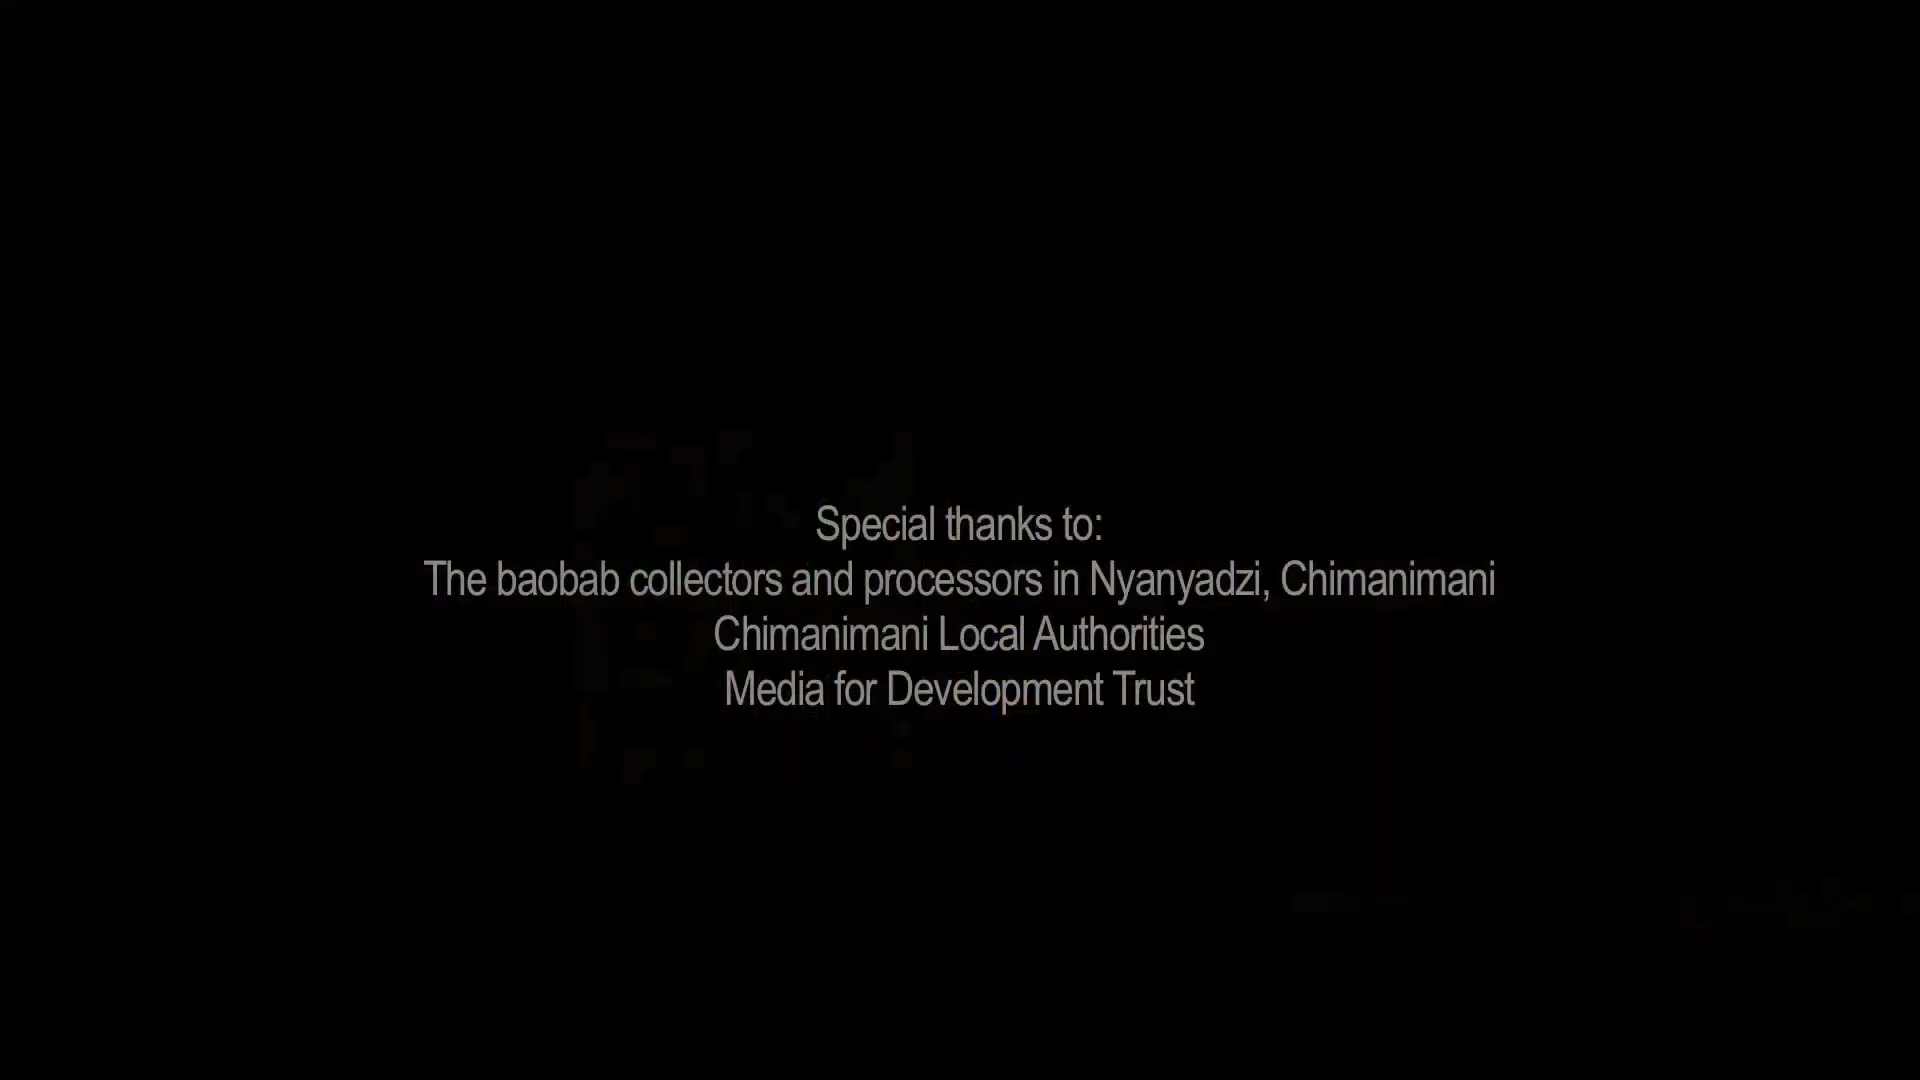 Special thanks to:
The baobab collectors and processors in Nyanyadzi, Chimanimani
Chimanimani Local Authorities
Media for Development Trust